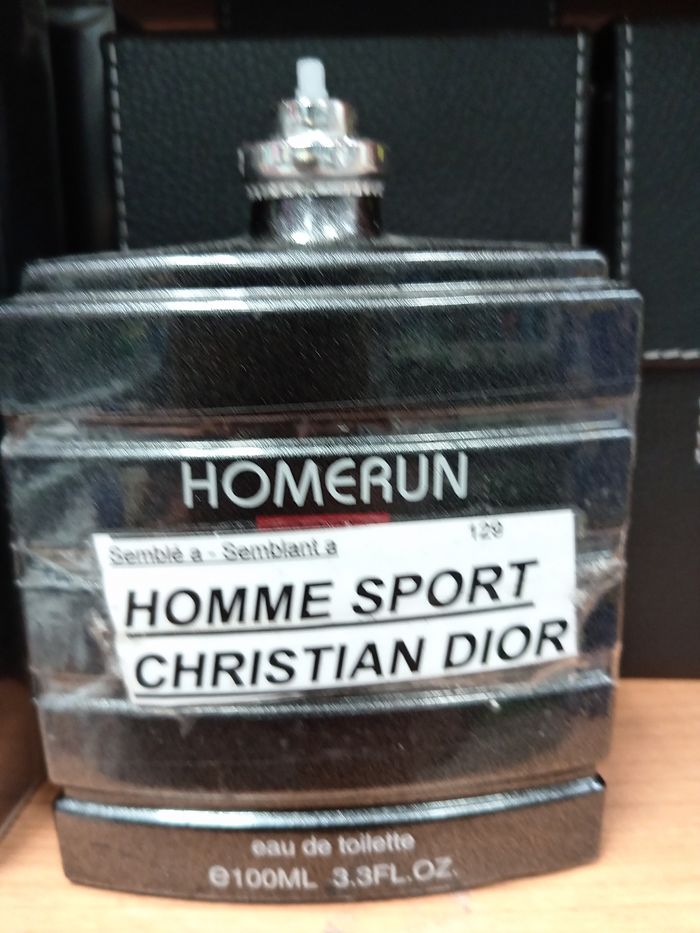 HOMERUN
Semblé a - Semblant a 129
HOMME SPORT
CHRISTIAN DIOR
eau de toilette
℮100ML 3.3FL.OZ.